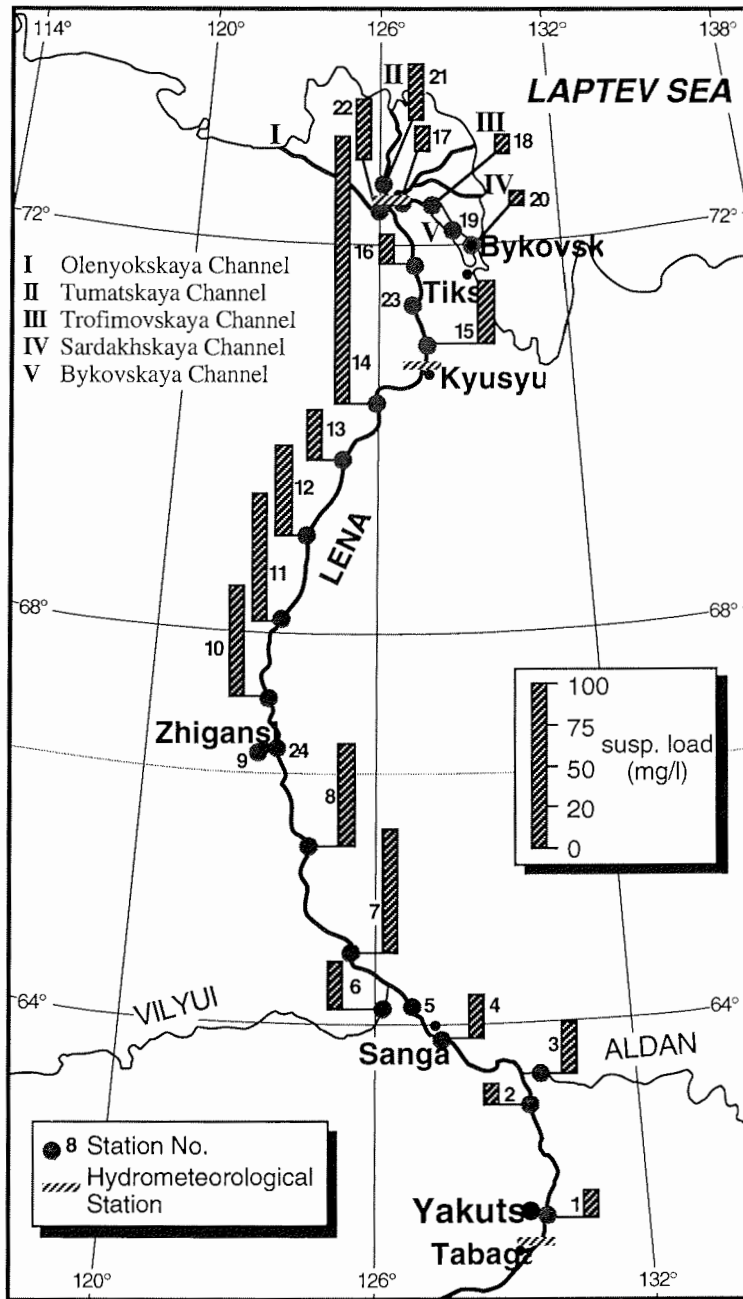 114°
120°
126°
132°
138°
LAPTEV SEA
II
21
22
17
III
18
I
IV
20
72°
19
72°
V
Bykovsk
16
I Olenyokskaya Channel
II Tumatskaya Channel
III Trofimovskaya Channel
IV Sardakhskaya Channel
V Bykovskaya Channel
Tiks
23
15
14
Kyusyu
13
12
LENA
11
68°
68°
10
Zhigans
24
9
100
75
susp. load
50
(mg/l)
20
0
8
7
6
5
4
64°
64°
VILYUI
Sanga
3
ALDAN
2
8 Station No.
Hydrometeorological
Station
1
Yakuts
Tabaga
120°
126°
132°